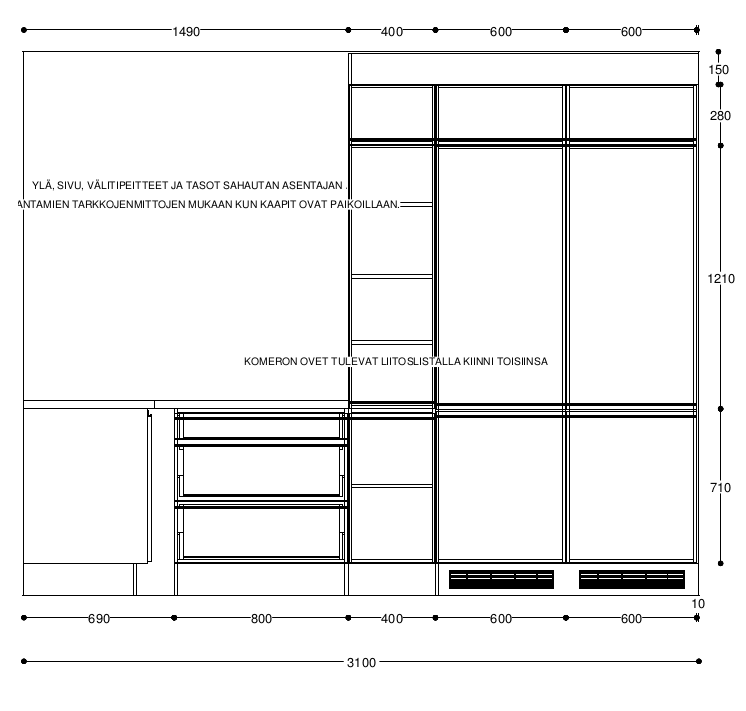 1490 400 600 600
150
280
YLÄ, SIVU, VÄLITIPEITTEET JA TASOT SAHAUTAN ASENTAJAN .
ANTAMIEN TARKKOJENMITTOJEN MUKAAN KUN KAAPIT OVAT PAIKOILLAAN.
1210
KOMERON OVET TULEVAT LIITOSLISTALLA KIINNI TOISIINSA
710
10
690 800 400 600 600
3100